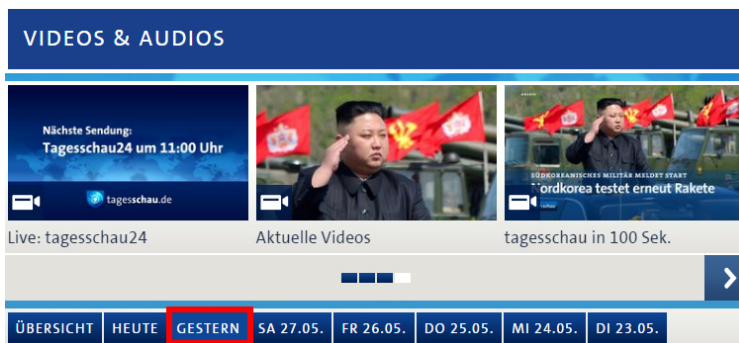 VIDEOS & AUDIOS
Nächste Sendung:
Tagesschau24 um 11:00 Uhr
tagesschau.de
SÜDKOREANISCHES MILITÄR MELDET START
Nordkorea testet erneut Rakete
Live: tagesschau24
Aktuelle Videos
tagesschau in 100 Sek.
ÜBERSICHT HEUTE GESTERN SA 27.05. FR 26.05. DO 25.05. MI 24.05. DI 23.05.